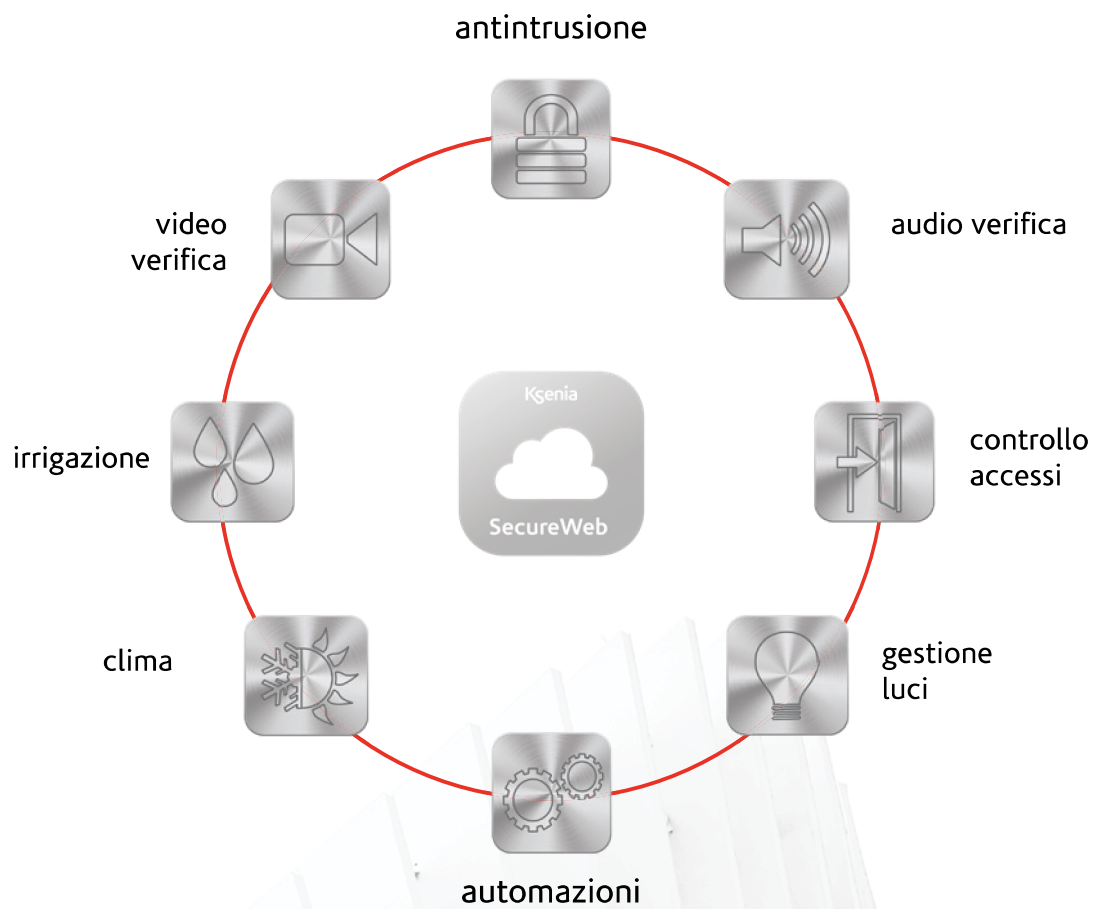 antintrusione
video
verifica
audio verifica
Ksenia
SecureWeb
irrigazione
controllo
accessi
clima
gestione
luci
automazioni